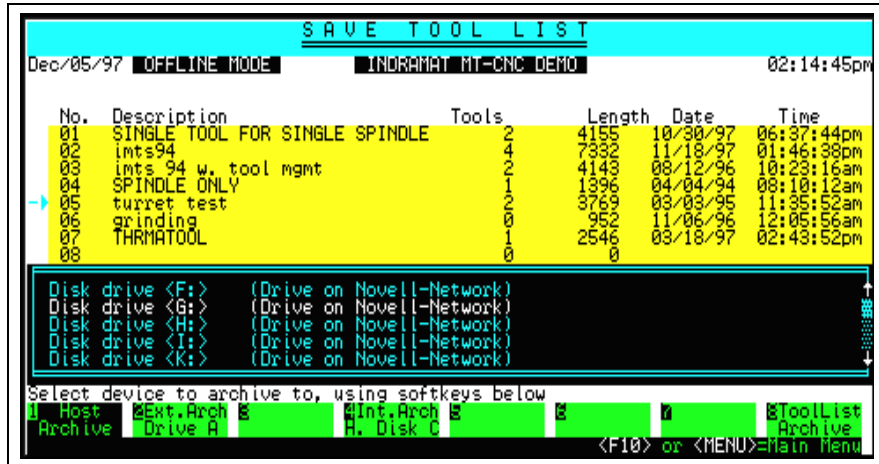 SAVE TOOL LIST
Dec/05/97 OFFLINE MODE INDRAMAT MT-CNC DEMO 02:14:45pm
No. Description Tools Length Date Time
01 SINGLE TOOL FOR SINGLE SPINDLE 2 4155 10/30/97 06:37:44pm
02 imts94 4 7332 11/18/97 01:46:38pm
03 imts 94 w. tool mgmt 2 4143 08/12/96 10:23:16am
04 SPINDLE ONLY 1 1396 04/04/94 08:10:12am
05 turret test 2 3769 03/03/95 11:35:52am
06 grinding 0 952 11/06/96 12:05:56am
07 THRMATOOL 1 2546 03/18/97 02:43:52pm
08 0 0
Disk drive <F:> (Drive on Novell-Network)
Disk drive <G:> (Drive on Novell-Network)
Disk drive <H:> (Drive on Novell-Network)
Disk drive <I:> (Drive on Novell-Network)
Disk drive <K:> (Drive on Novell-Network)
Select device to archive to, using softkeys below
1 Host 2Ext.Arch 3 4Int.Arch 5 6 7 8ToolList
Archive Drive A H. Disk C Archive
<F10> or <MENU>=Main Menu